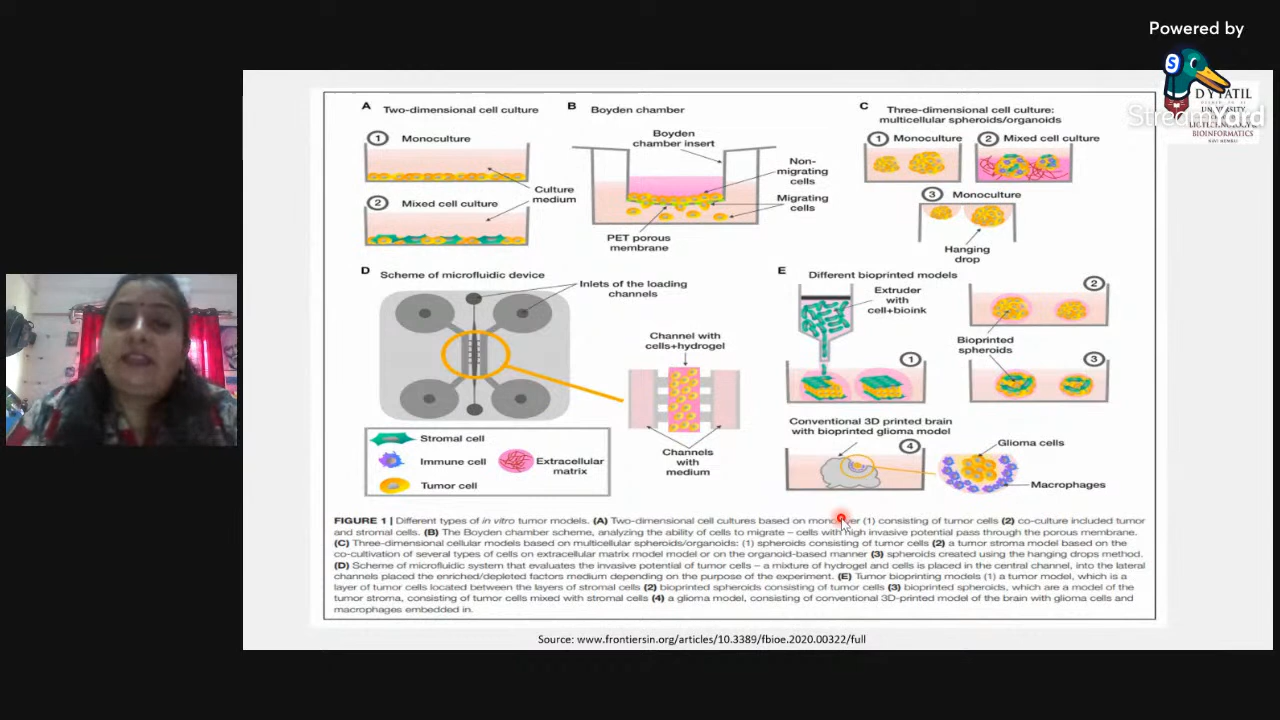 Powered by
S
StreamYard
D Y PATIL
UNIVERSITY
BIOTECHNOLOGY &
BIOINFORMATICS
NAVI MUMBAI
A Two-dimensional cell culture
1 Monoculture
Culture
medium
2 Mixed cell culture
B Boyden chamber
Boyden
chamber insert
Non-
migrating
cells
Migrating
cells
PET porous
membrane
C Three-dimensional cell culture:
multicellular spheroids/organoids
1 Monoculture
2 Mixed cell culture
3 Monoculture
Hanging
drop
D Scheme of microfluidic device
Inlets of the loading
channels
Channel with
cells+hydrogel
Channels
with
medium
Stromal cell
Immune cell
Extracellular
matrix
Tumor cell
E Different bioprinted models
Extruder
with
cell+bioink
1
2
Bioprinted
spheroids
3
Conventional 3D printed brain
with bioprinted glioma model
4
Glioma cells
Macrophages
FIGURE 1 | Different types of in vitro tumor models. (A) Two-dimensional cell cultures based on monolayer (1) consisting of tumor cells (2) co-culture included tumor
and stromal cells. (B) The Boyden chamber scheme, analyzing the ability of cells to migrate – cells with high invasive potential pass through the porous membrane.
(C) Three-dimensional cellular models based on multicellular spheroids/organoids: (1) spheroids consisting of tumor cells (2) a tumor stroma model based on the
co-cultivation of several types of cells on extracellular matrix model model or on the organoid-based manner (3) spheroids created using the hanging drops method.
(D) Scheme of microfluidic system that evaluates the invasive potential of tumor cells – a mixture of hydrogel and cells is placed in the central channel, into the lateral
channels placed the enriched/depleted factors medium depending on the purpose of the experiment. (E) Tumor bioprinting models (1) a tumor model, which is a
layer of tumor cells located between the layers of stromal cells (2) bioprinted spheroids consisting of tumor cells (3) bioprinted spheroids, which are a model of the
tumor stroma, consisting of tumor cells mixed with stromal cells (4) a glioma model, consisting of conventional 3D-printed model of the brain with glioma cells and
macrophages embedded in.
Source: www.frontiersin.org/articles/10.3389/fbioe.2020.00322/full